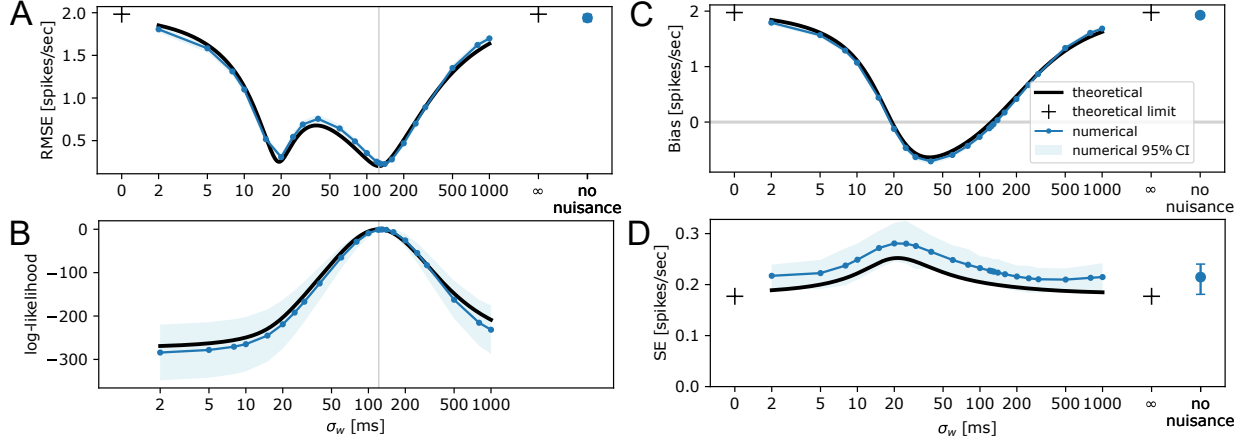 A
RMSE [spikes/sec]
2.0
1.5
1.0
0.5
0 2 5 10 20 50 100 200 500 1000 ∞ no nuisance
C
Bias [spikes/sec]
2
1
0
−1
theoretical
theoretical limit
numerical
numerical 95% CI
0 2 5 10 20 50 100 200 500 1000 ∞ no nuisance
B
log-likelihood
0
−100
−200
−300
2 5 10 20 50 100 200 500 1000
σw [ms]
D
SE [spikes/sec]
0.3
0.2
0.1
0.0
0 2 5 10 20 50 100 200 500 1000 ∞ no nuisance
σw [ms]